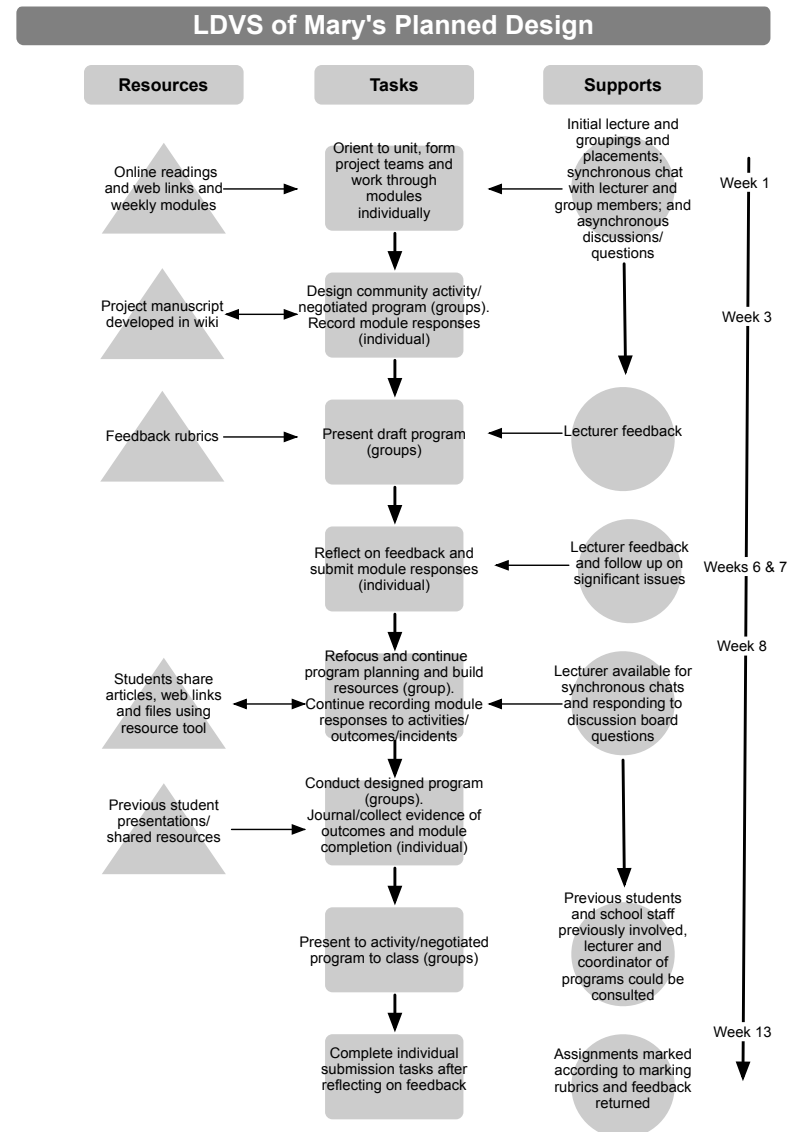 LDVS of Mary's Planned Design
Resources
Tasks
Supports
Online readings
and web links and
weekly modules
Orient to unit, form
project teams and
work through
modules
individually
Initial lecture and
groupings and
placements;
synchronous chat
with lecturer and
group members; and
asynchronous
discussions/
questions
Week 1
Project manuscript
developed in wiki
Design community activity/
negotiated program (groups).
Record module responses
(individual)
Week 3
Feedback rubrics
Present draft program
(groups)
Lecturer feedback
Reflect on feedback and
submit module responses
(individual)
Lecturer feedback
and follow up on
significant issues
Weeks 6 & 7
Week 8
Students share
articles, web links
and files using
resource tool
Refocus and continue
program planning and build
resources (group).
Continue recording module
responses to activities/
outcomes/incidents
Lecturer available for
synchronous chats
and responding to
discussion board
questions
Previous student
presentations/
shared resources
Conduct designed program
(groups).
Journal/collect evidence of
outcomes and module
completion (individual)
Present to activity/negotiated
program to class (groups)
Previous students
and school staff
previously involved,
lecturer and
coordinator of
programs could be
consulted
Week 13
Complete individual
submission tasks after
reflecting on feedback
Assignments marked
according to marking
rubrics and feedback
returned